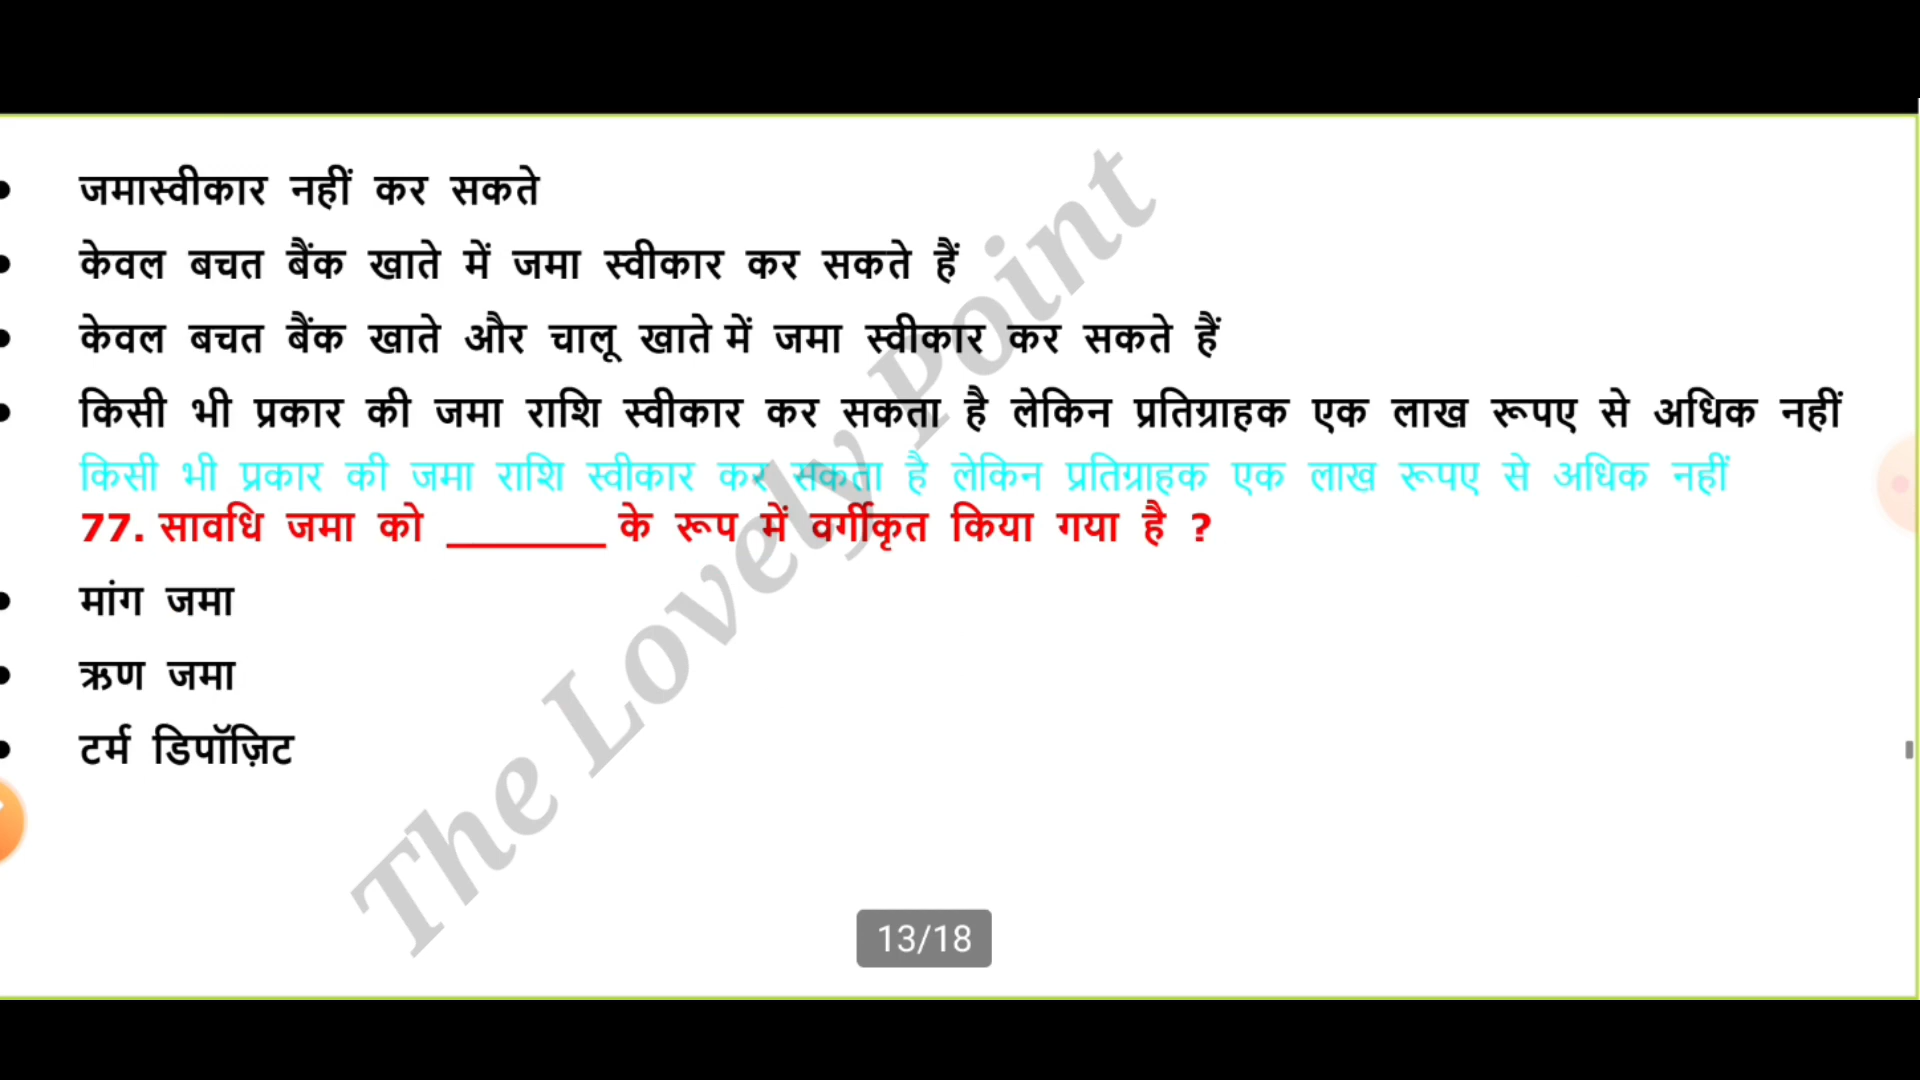 जमास्वीकार नहीं कर सकते
केवल बचत बैंक खाते में जमा स्वीकार कर सकते हैं
केवल बचत बैंक खाते और चालू खाते में जमा स्वीकार कर सकते हैं
किसी भी प्रकार की जमा राशि स्वीकार कर सकता है लेकिन प्रतिग्राहक एक लाख रूपए से अधिक नहीं
किसी भी प्रकार की जमा राशि स्वीकार कर सकता है लेकिन प्रतिग्राहक एक लाख रूपए से अधिक नहीं
77. सावधि जमा को ________ के रूप में वर्गीकृत किया गया है ?
मांग जमा
ऋण जमा
टर्म डिपॉज़िट
The Lovely Point
13/18